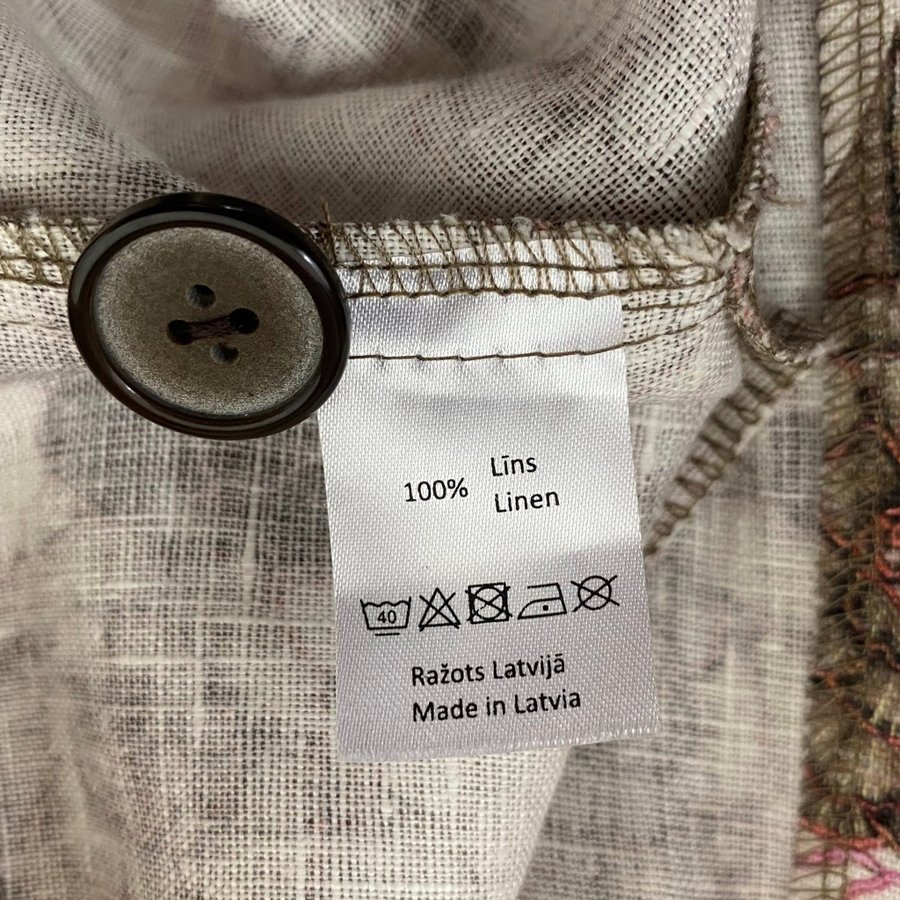 100% Līns
Linen
40
Ražots Latvijā
Made in Latvia